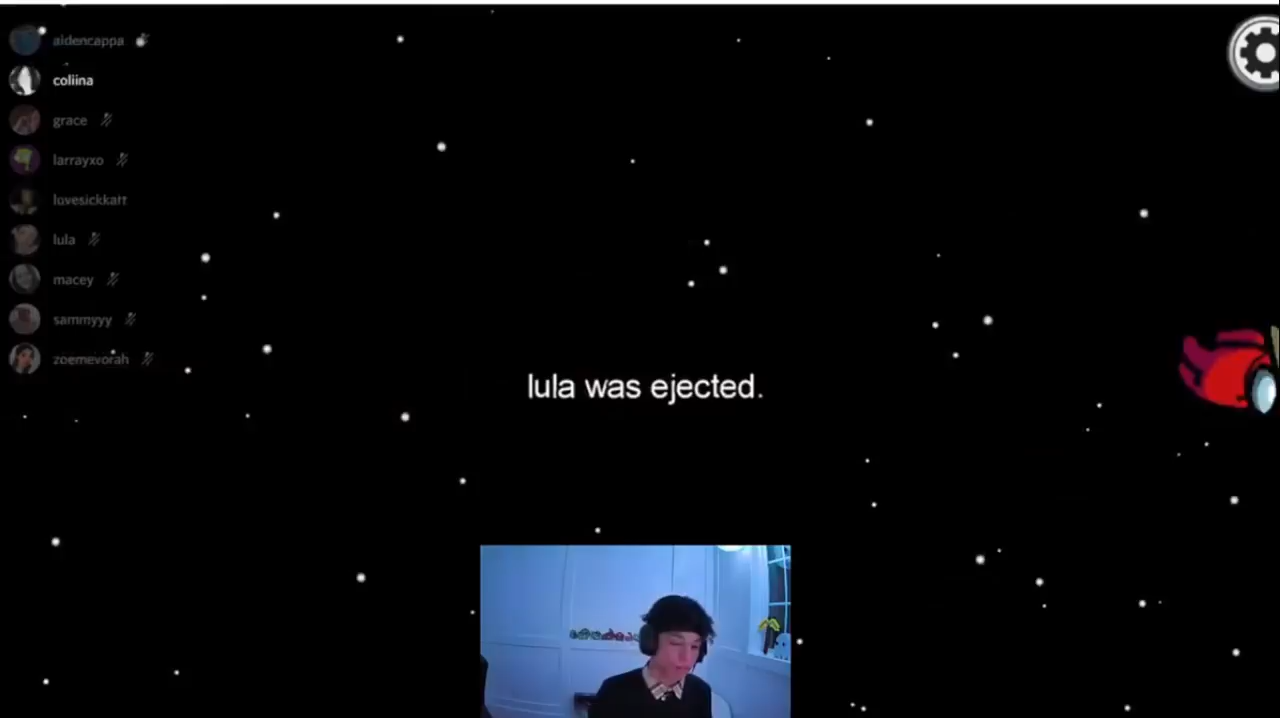 aidencappa
coliina
grace
larrayxo
lovesickkatt
lula
macey
sammyyy
zoemevorah
lula was ejected.